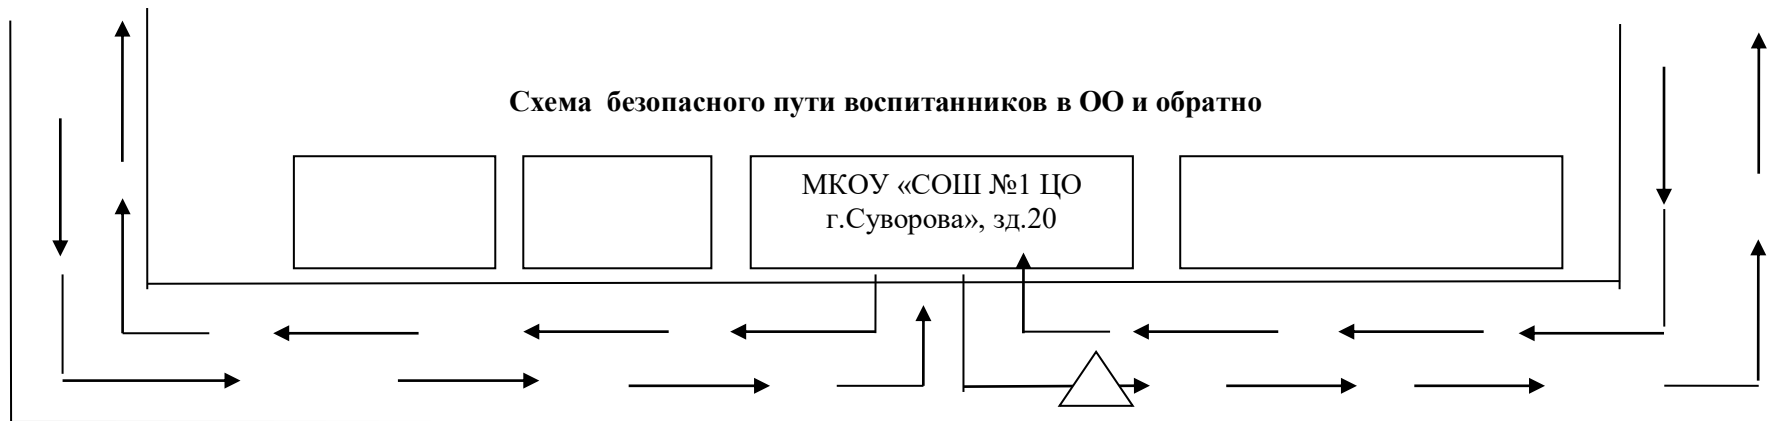 Схема безопасного пути воспитанников в ОО и обратно
МКОУ «СОШ №1 ЦО
г.Суворова», зд.20